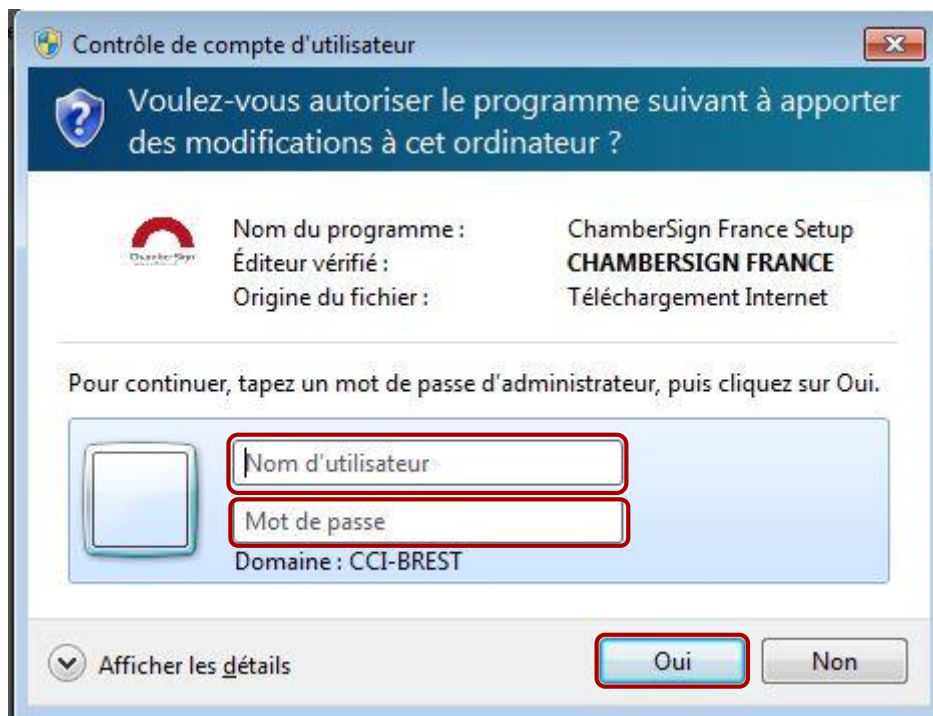 Contrôle de compte d'utilisateur
Voulez-vous autoriser le programme suivant à apporter
des modifications à cet ordinateur ?
ChamberSign
Nom du programme : ChamberSign France Setup
Éditeur vérifié : CHAMBERSIGN FRANCE
Origine du fichier : Téléchargement Internet
Pour continuer, tapez un mot de passe d'administrateur, puis cliquez sur Oui.
Nom d'utilisateur
Mot de passe
Domaine : CCI-BREST
Afficher les détails Oui Non